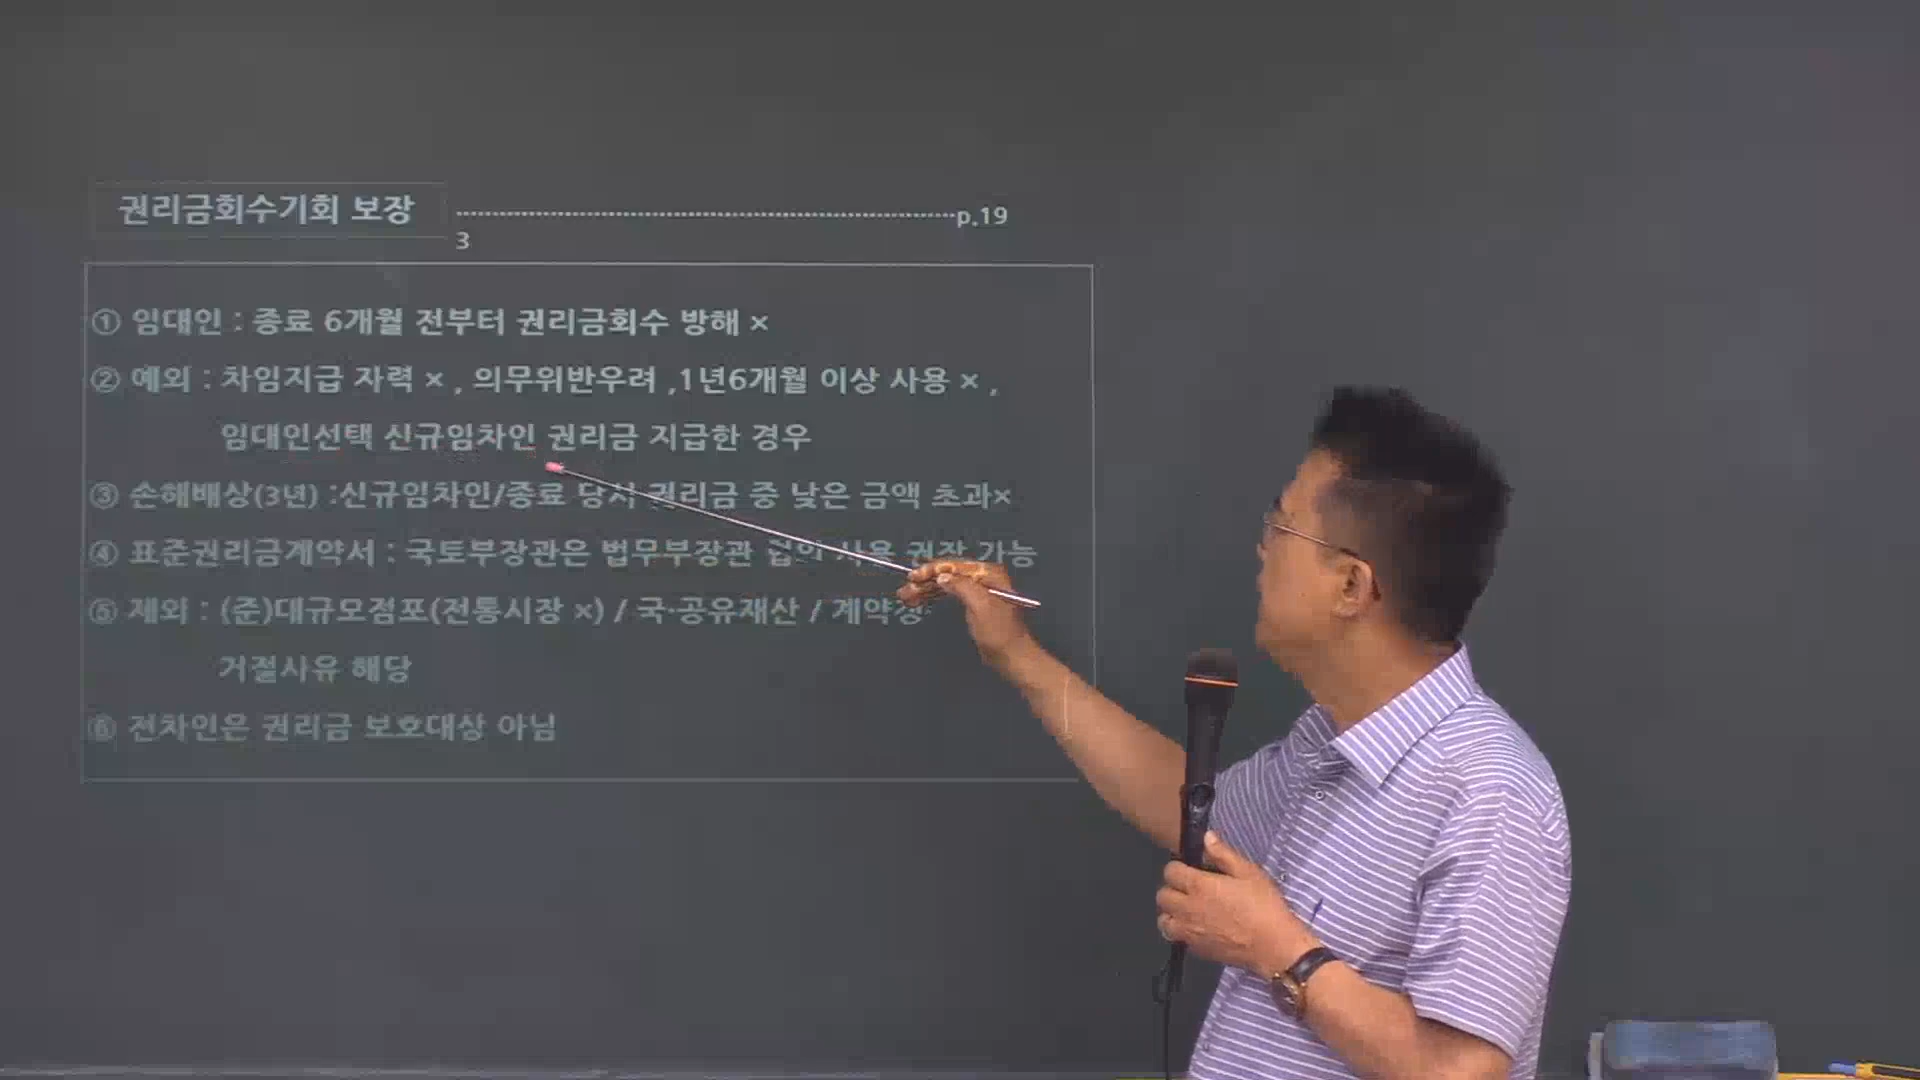 권리금회수기회 보장 ......................................................p.19
3
① 임대인 : 종료 6개월 전부터 권리금회수 방해 ×
② 예외 : 차임지급 자력 × , 의무위반우려 ,1년6개월 이상 사용 × ,
임대인선택 신규임차인 권리금 지급한 경우
③ 손해배상(3년) :신규임차인/종료 당시 권리금 중 낮은 금액 초과×
④ 표준권리금계약서 : 국토부장관은 법무부장관 협의 사용 권장 가능
⑤ 제외 : (준)대규모점포(전통시장 ×) / 국·공유재산 /
거절사유 해당
⑥ 전차인은 권리금 보호대상 아님